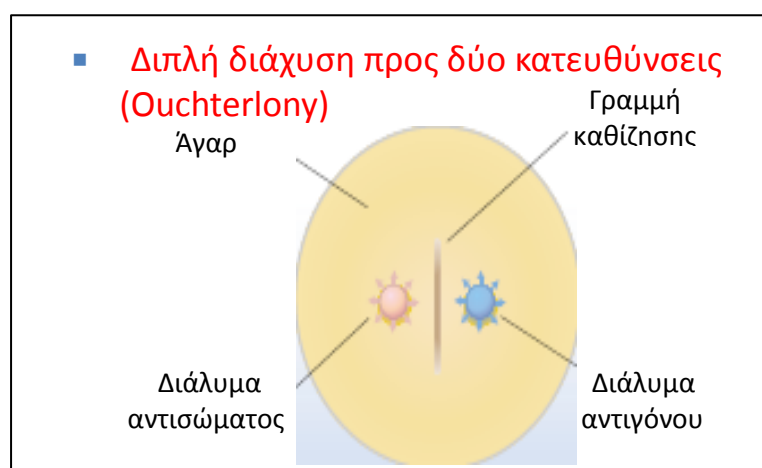 Διπλή διάχυση προς δύο κατευθύνσεις
(Ouchterlony)
Άγαρ
Γραμμή
καθίζησης
Διάλυμα
αντισώματος
Διάλυμα
αντιγόνου